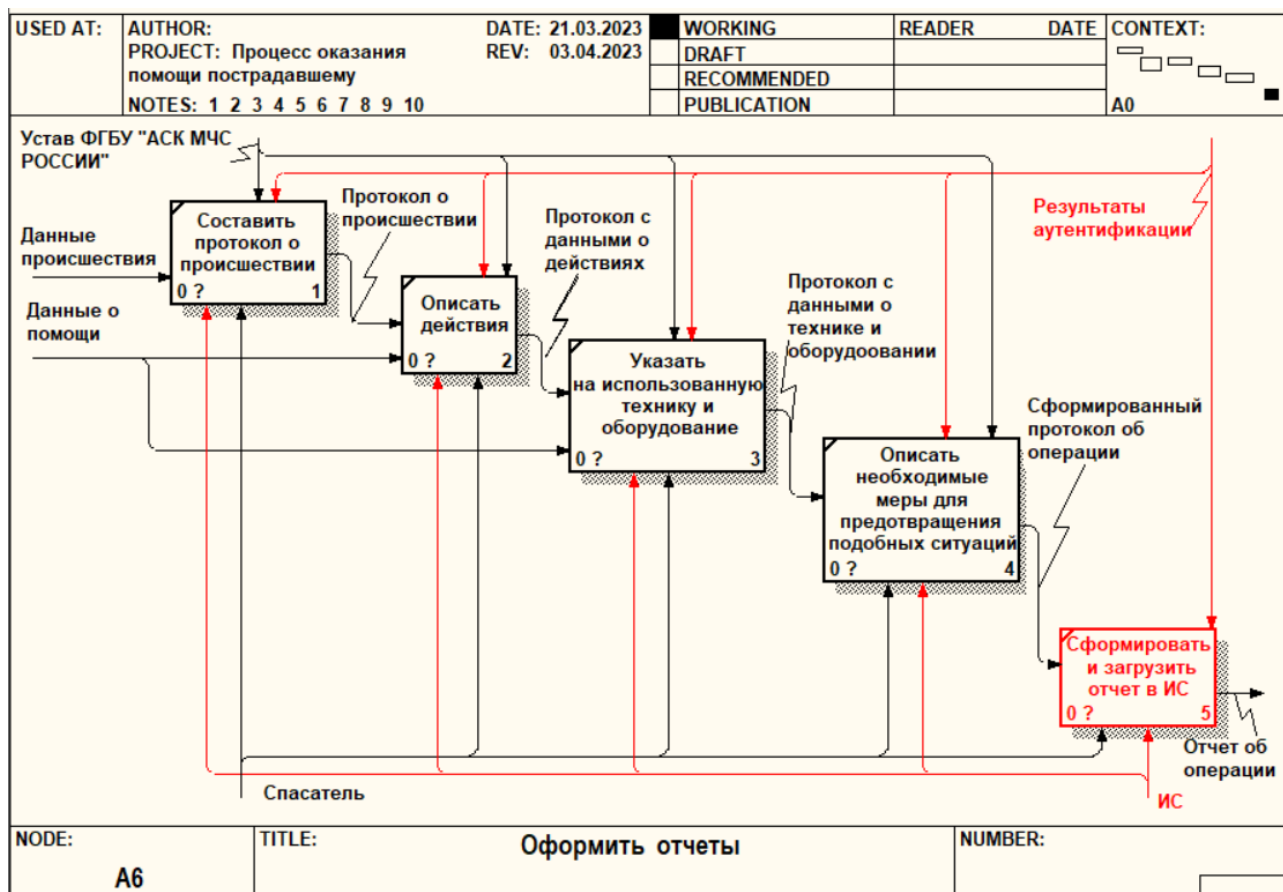 USED AT:
AUTHOR:
DATE: 21.03.2023
PROJECT: Процесс оказания
REV: 03.04.2023
помощи пострадавшему
NOTES: 1 2 3 4 5 6 7 8 9 10
WORKING
DRAFT
RECOMMENDED
PUBLICATION
READER
DATE
CONTEXT:
A0
Устав ФГБУ "АСК МЧС
РОССИИ"
Данные
происшествия
Данные о
помощи
Составить
протокол о
происшествии
0 ?
1
Протокол о
происшествии
Описать
действия
0 ?
2
Протокол с
данными о
действиях
Указать
на использованную
технику и
оборудование
0 ?
3
Протокол с
данными о
технике и
оборудоовании
Результаты
аутентификации
Описать
необходимые
меры для
предотвращения
подобных ситуаций
0 ?
4
Сформированный
протокол об
операции
Сформировать
и загрузить
отчет в ИС
0 ?
5
Отчет об
операции
Спасатель
ИС
NODE:
A6
TITLE:
Оформить отчеты
NUMBER: